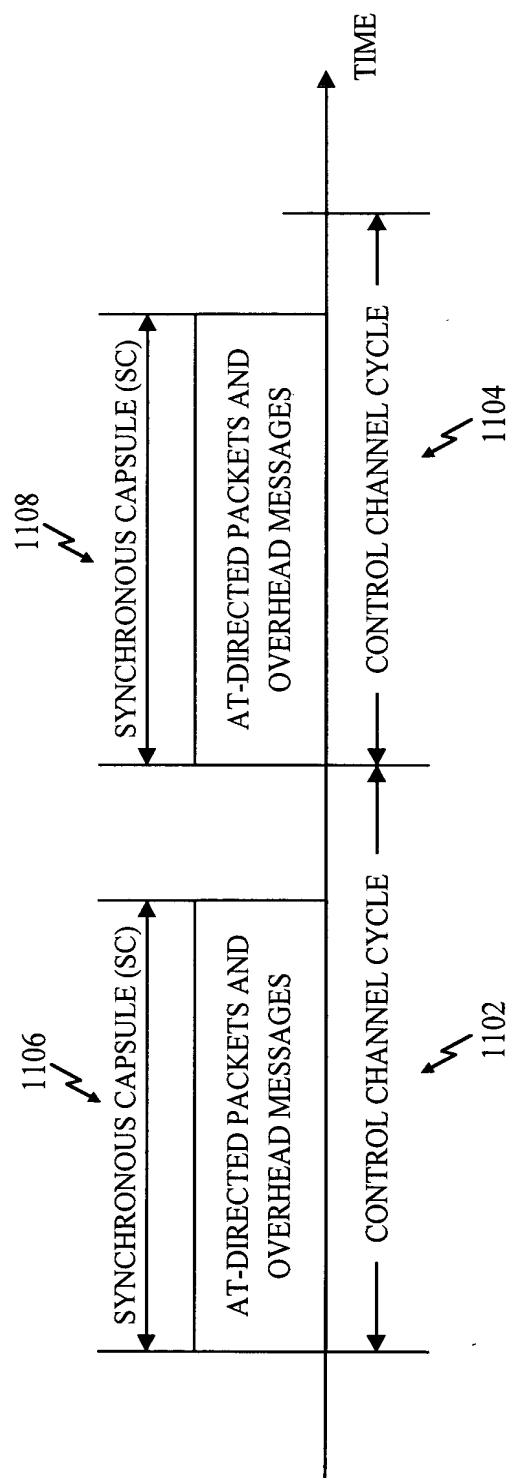 1106
1108
SYNCHRONOUS CAPSULE (SC)
SYNCHRONOUS CAPSULE (SC)
AT-DIRECTED PACKETS AND
OVERHEAD MESSAGES
AT-DIRECTED PACKETS AND
OVERHEAD MESSAGES
TIME
CONTROL CHANNEL CYCLE
CONTROL CHANNEL CYCLE
1102
1104